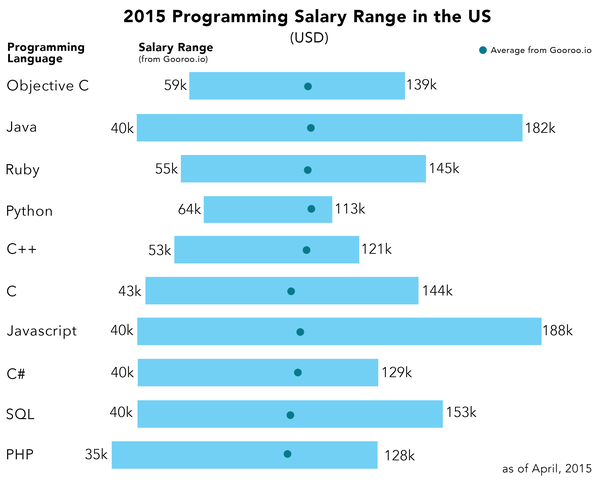 2015 Programming Salary Range in the US
(USD)
Programming
Language
Salary Range
(from Gooroo.io)
Average from Gooroo.io
Objective C 59k 139k
Java 40k 182k
Ruby 55k 145k
Python 64k 113k
C++ 53k 121k
C 43k 144k
Javascript 40k 188k
C# 40k 129k
SQL 40k 153k
PHP 35k 128k
as of April, 2015